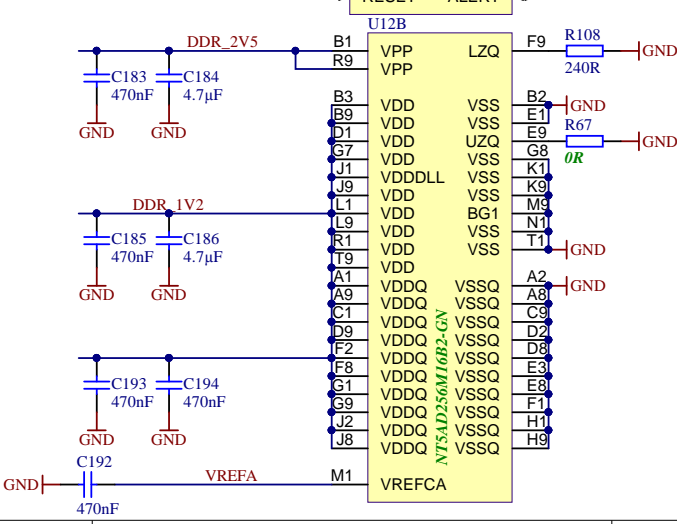 U12B
DDR_2V5
B1 VPP LZQ F9 R108 GND
R9 VPP 240R
C183 C184
470nF 4.7µF
GND GND
B3 VDD VSS B2 GND
B9 VDD VSS E1
D1 VDD UZQ E9 R67 GND
G7 VDD VSS G8 0R
J1 VDDDLL VSS K1
J9 VDD VSS K9
DDR_1V2
L1 VDD BG1 M9
L9 VDD VSS N1
R1 VDD VSS T1 GND
T9 VDD
C185 C186
470nF 4.7µF
GND GND
A1 VDDQ VSSQ A2 GND
A9 VDDQ VSSQ A8
C1 VDDQ VSSQ C9
D9 VDDQ VSSQ D2
F2 VDDQ VSSQ D8
F8 VDDQ VSSQ E3
G1 VDDQ VSSQ E8
G9 VDDQ VSSQ F1
J2 VDDQ VSSQ H1
J8 VDDQ VSSQ H9
NT5AD256M16B2-GN
C193 C194
470nF 470nF
GND GND
C192
GND VREFA M1 VREFCA
470nF